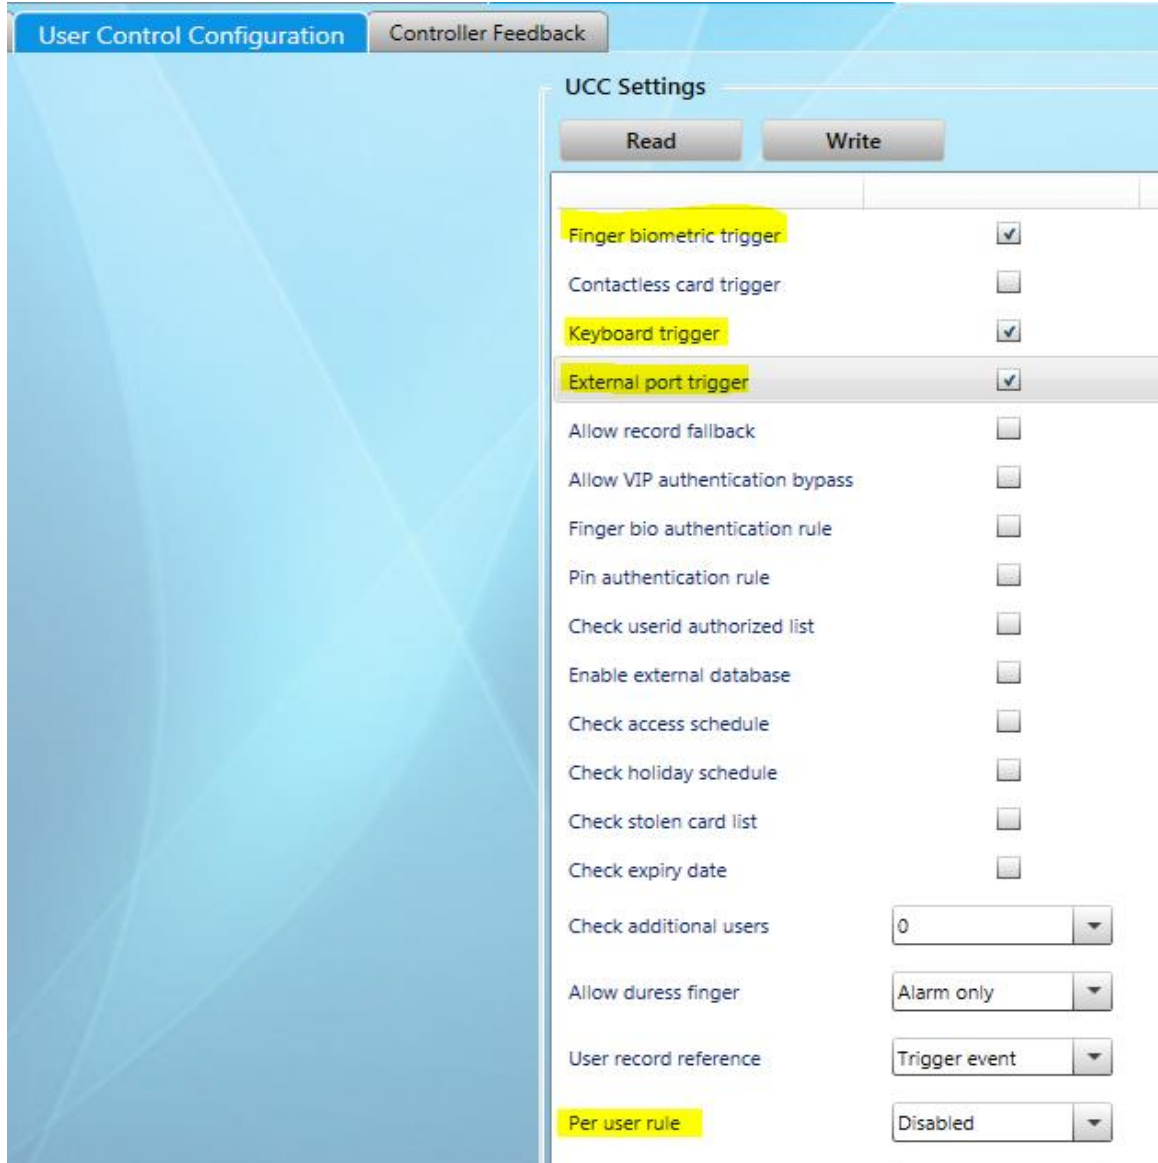 User Control Configuration Controller Feedback
UCC Settings
Read Write
Finger biometric trigger
Contactless card trigger
Keyboard trigger
External port trigger
Allow record fallback
Allow VIP authentication bypass
Finger bio authentication rule
Pin authentication rule
Check userid authorized list
Enable external database
Check access schedule
Check holiday schedule
Check stolen card list
Check expiry date
Check additional users 0
Allow duress finger Alarm only
User record reference Trigger event
Per user rule Disabled